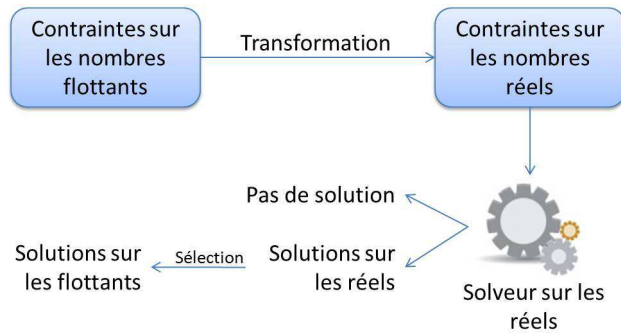 Contraintes sur
les nombres
flottants
Transformation
Contraintes sur
les nombres
réels
Pas de solution
Solutions sur
les réels
Sélection
Solutions sur
les flottants
Solveur sur les
réels